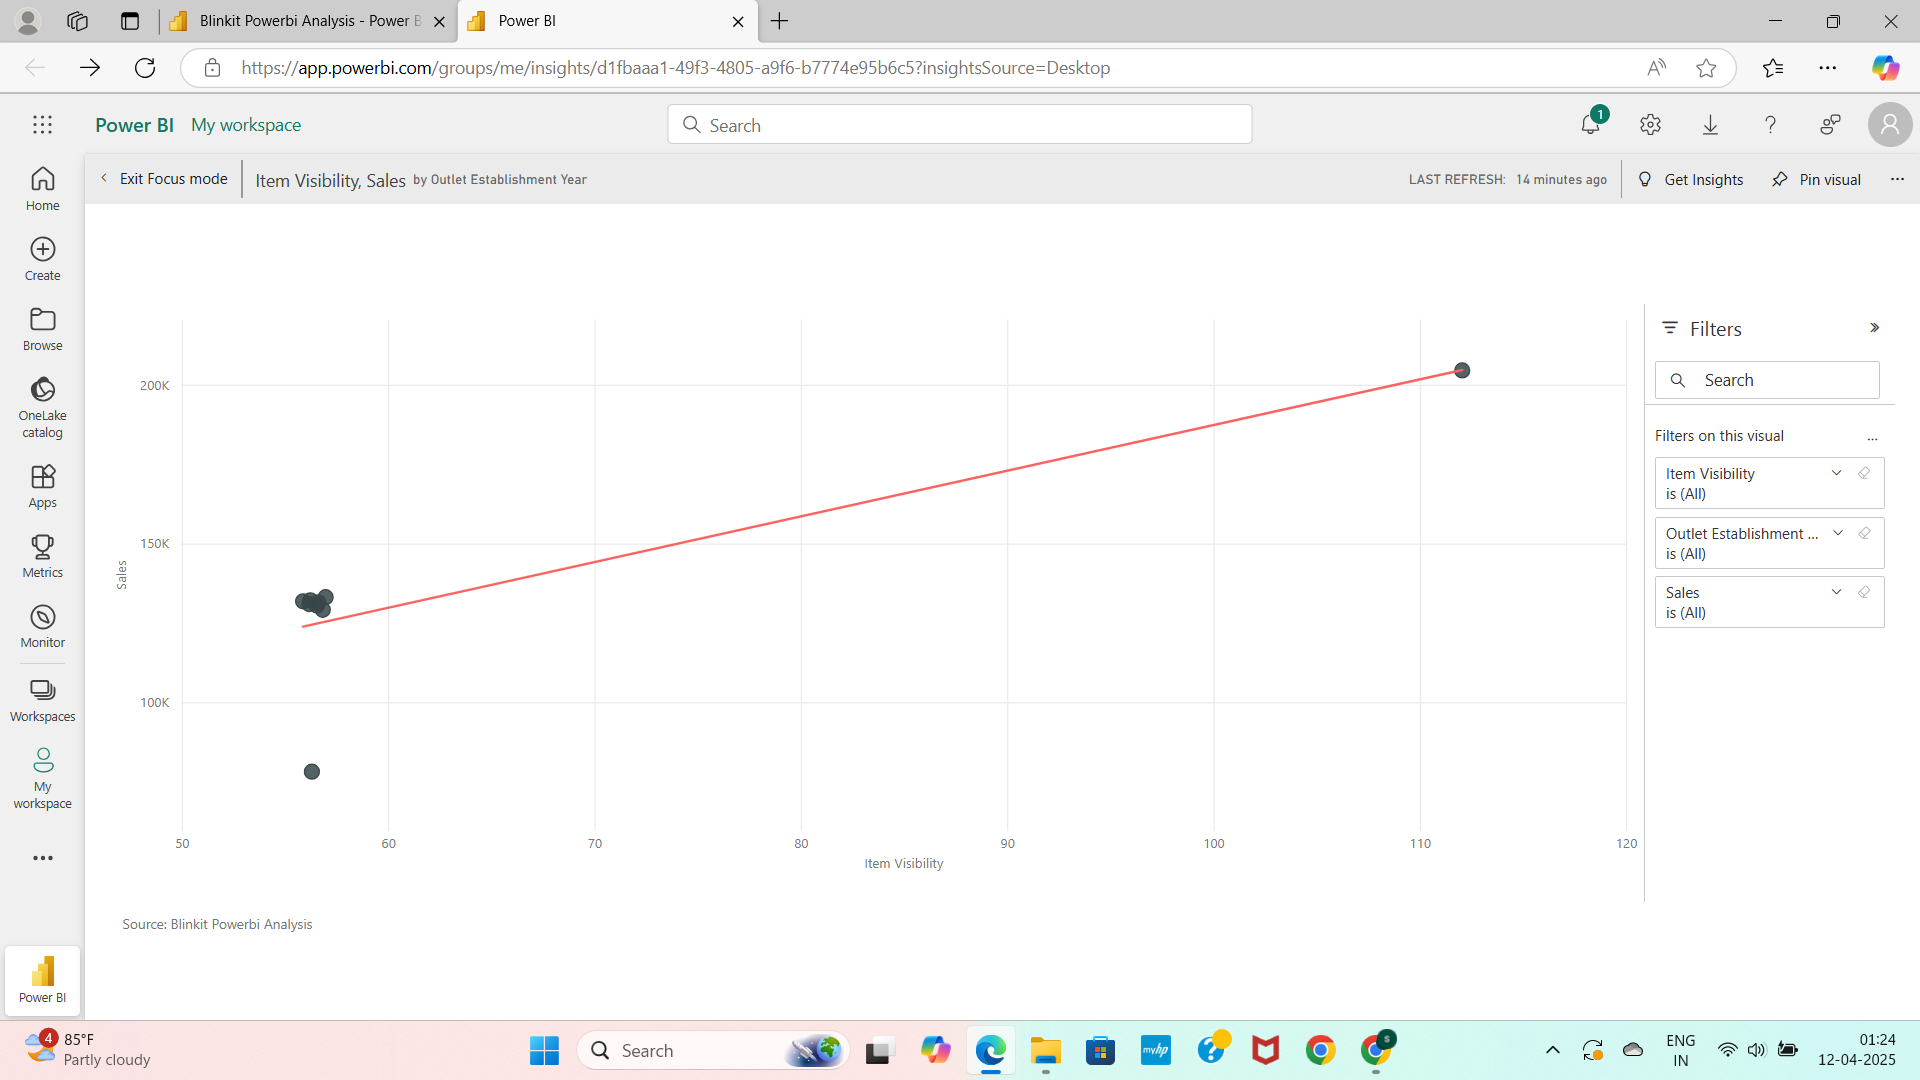 Blinkit Powerbi Analysis - Power B
Power BI
https://app.powerbi.com/groups/me/insights/d1fbaaa1-49f3-4805-a9f6-b7774e95b6c5?insightsSource=Desktop
Power BI My workspace
Search
1
Exit Focus mode
Item Visibility, Sales by Outlet Establishment Year
LAST REFRESH: 14 minutes ago
Get Insights
Pin visual
Home
Create
Browse
OneLake
catalog
Apps
Metrics
Monitor
Workspaces
My
workspace
Power BI
200K
150K
100K
Sales
50 60 70 80 90 100 110 120
Item Visibility
Source: Blinkit Powerbi Analysis
Filters
Search
Filters on this visual
Item Visibility
is (All)
Outlet Establishment ...
is (All)
Sales
is (All)
4
85°F
Partly cloudy
Search
myhp
S
ENG
IN
01:24
12-04-2025